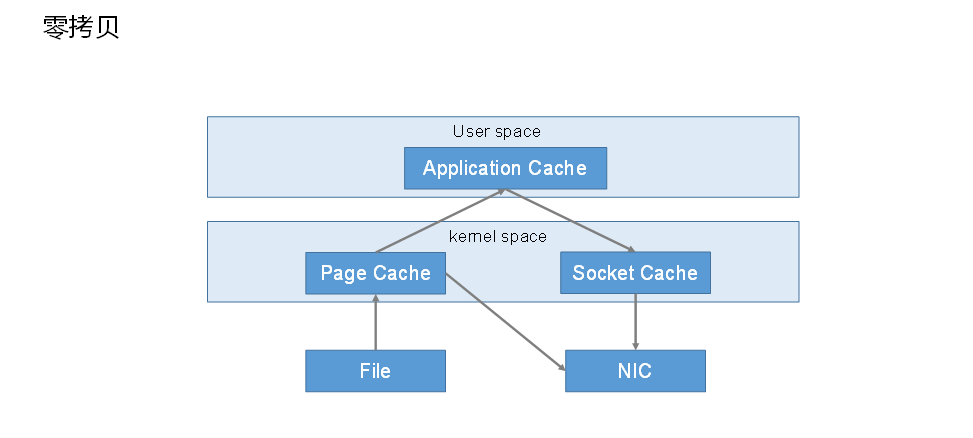 零拷贝
User space
Application Cache
kernel space
Page Cache
Socket Cache
File
NIC